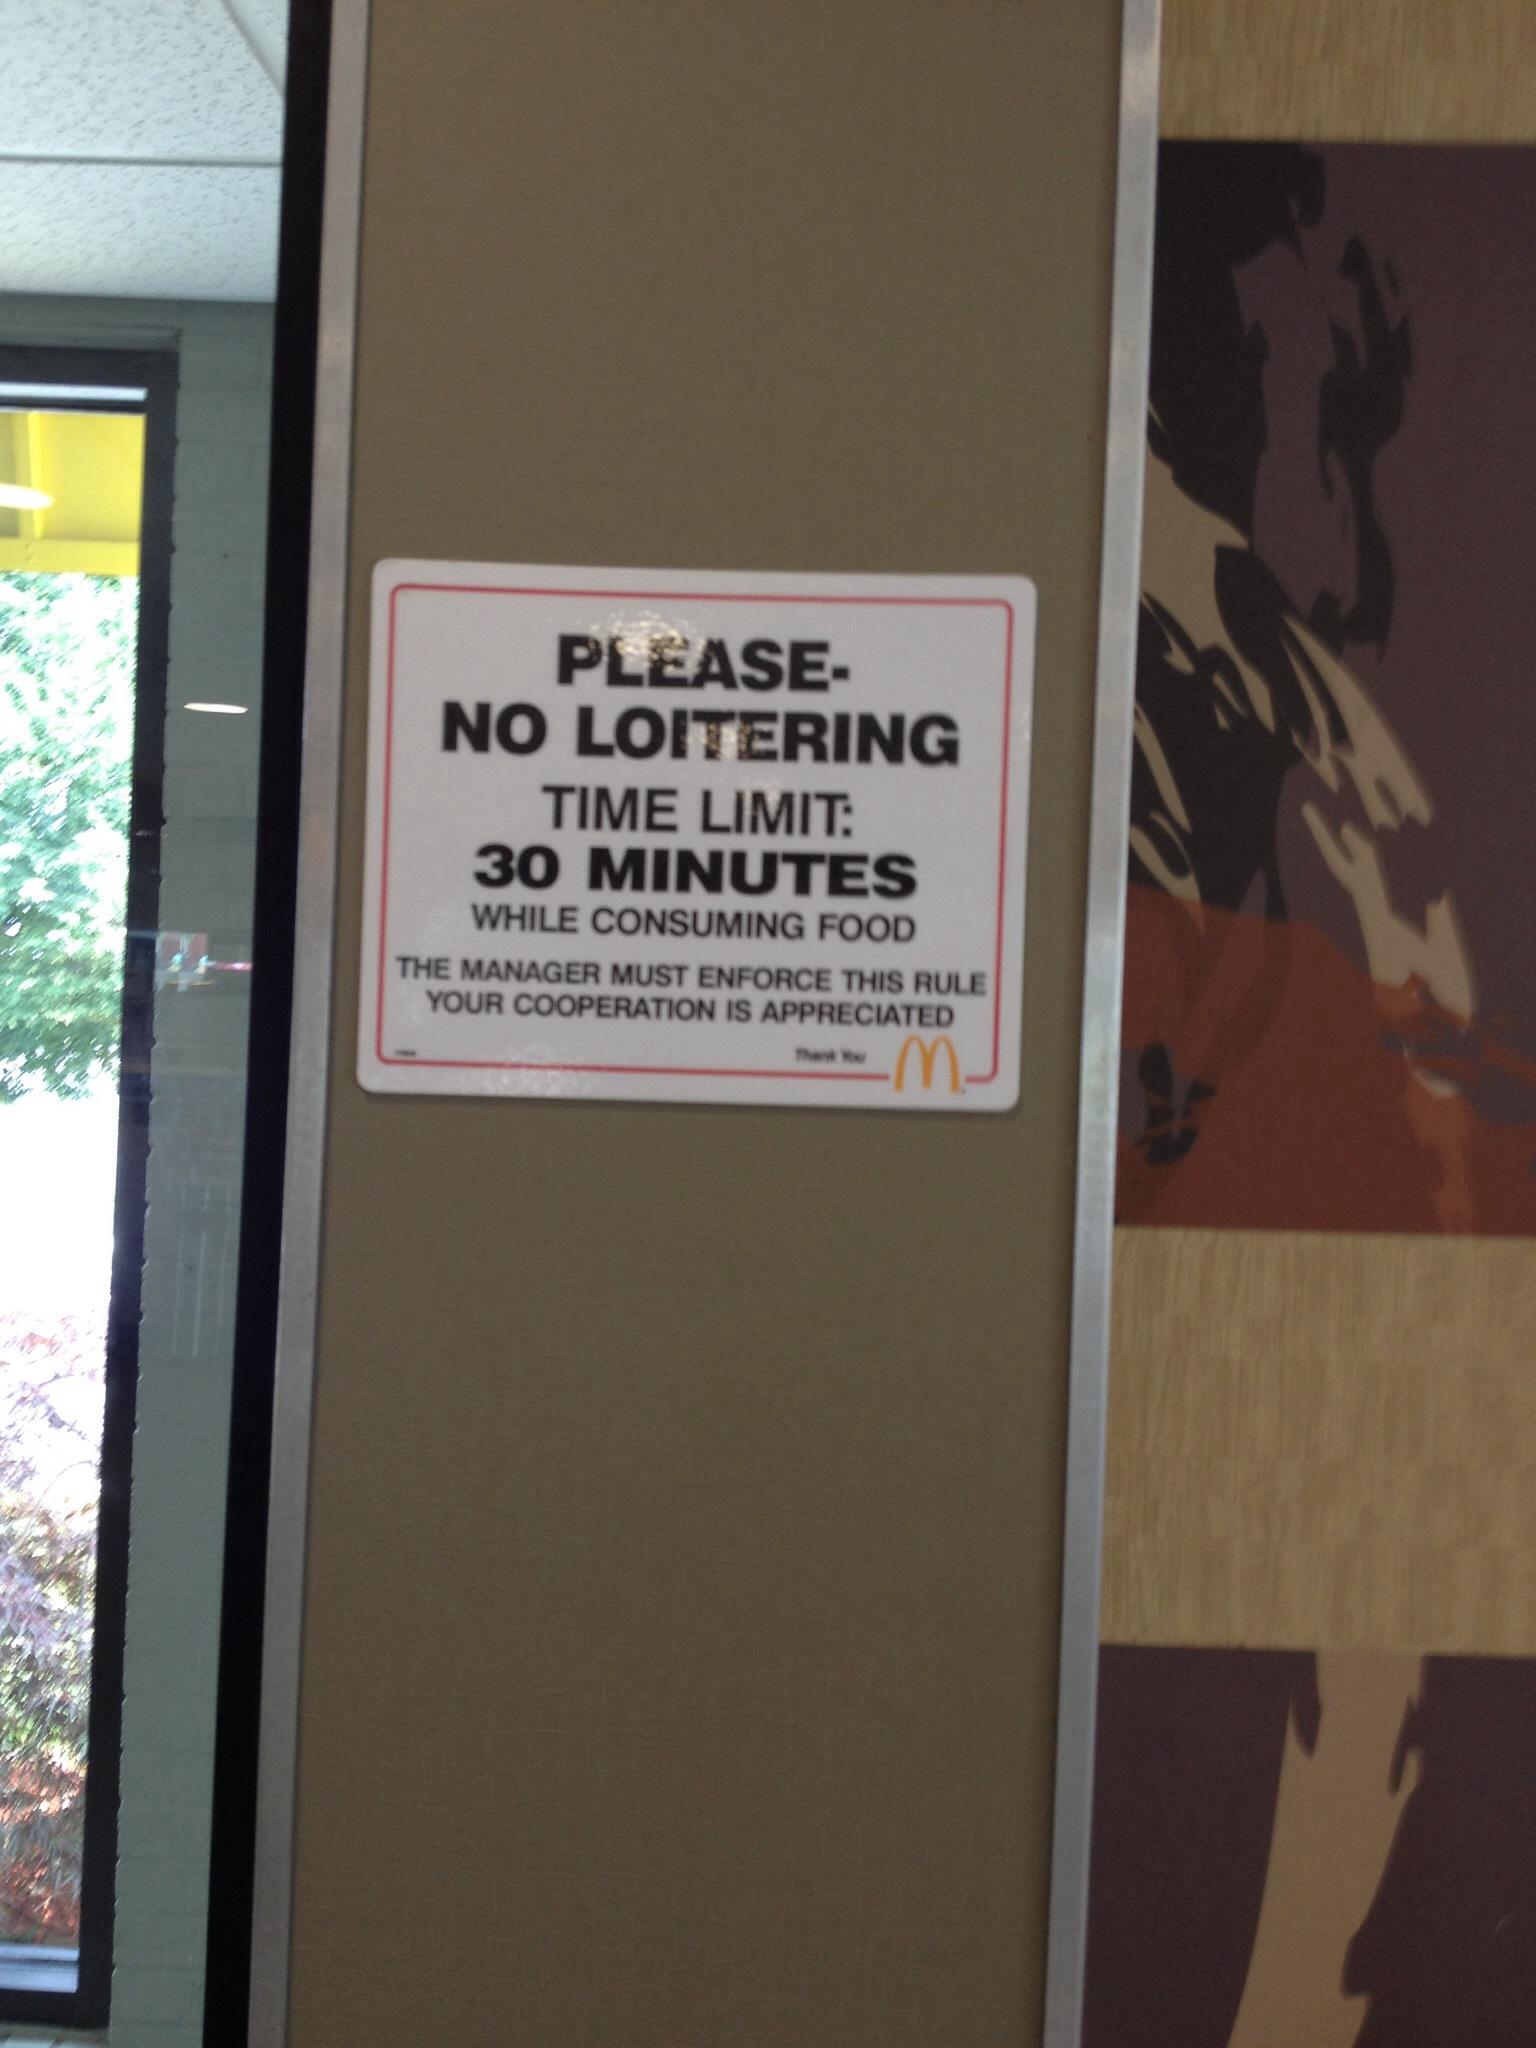 PLEASE-
NO LOITERING
TIME LIMIT:
30 MINUTES
WHILE CONSUMING FOOD
THE MANAGER MUST ENFORCE THIS RULE
YOUR COOPERATION IS APPRECIATED
Thank You